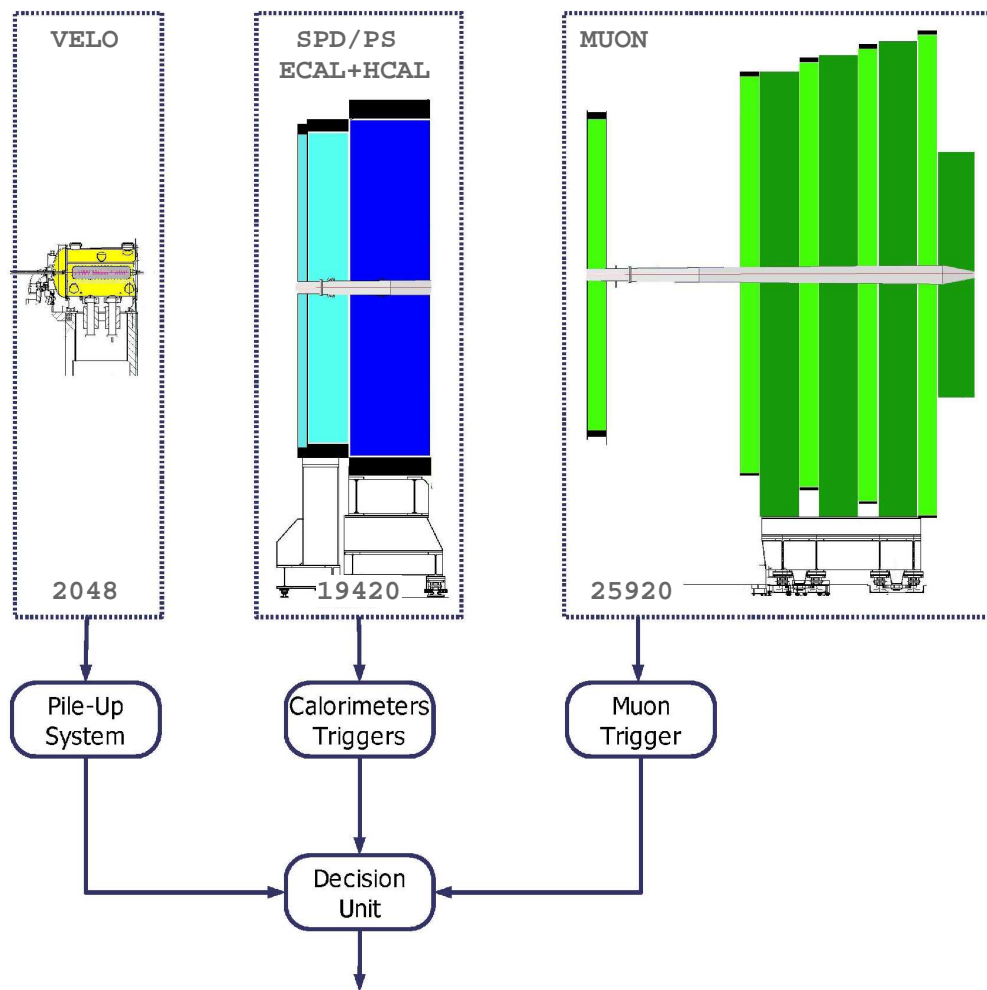 VELO
SPD/PS
ECAL+HCAL
MUON
2048
19420
25920
Pile-Up
System
Calorimeters
Triggers
Muon
Trigger
Decision
Unit